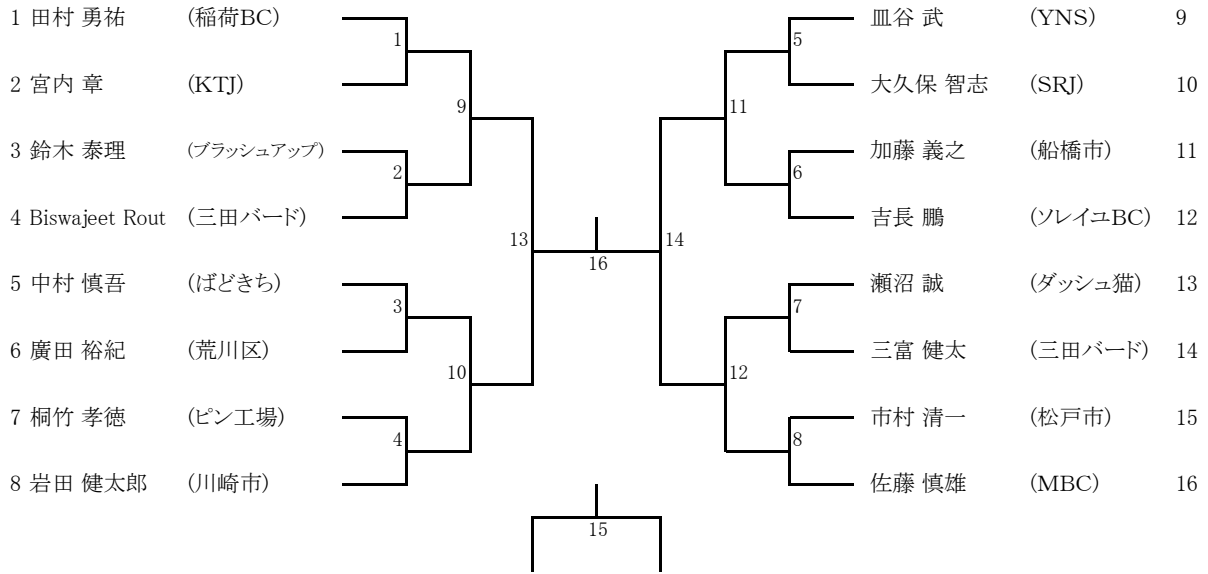 1 田村 勇祐 (稲荷BC)
1
2 宮内 章 (KTJ)
9
3 鈴木 泰理 (ブラッシュアップ)
2
4 Biswajeet Rout (三田バード)
13
5 中村 慎吾 (ばどきち)
3
6 廣田 裕紀 (荒川区)
10
7 桐竹 孝徳 (ピン工場)
4
8 岩田 健太郎 (川崎市)
16
15
皿谷 武 (YNS) 9
5
大久保 智志 (SRJ) 10
11
加藤 義之 (船橋市) 11
6
吉長 鵬 (ソレイユBC) 12
14
瀬沼 誠 (ダッシュ猫) 13
7
三富 健太 (三田バード) 14
12
市村 清一 (松戸市) 15
8
佐藤 慎雄 (MBC) 16